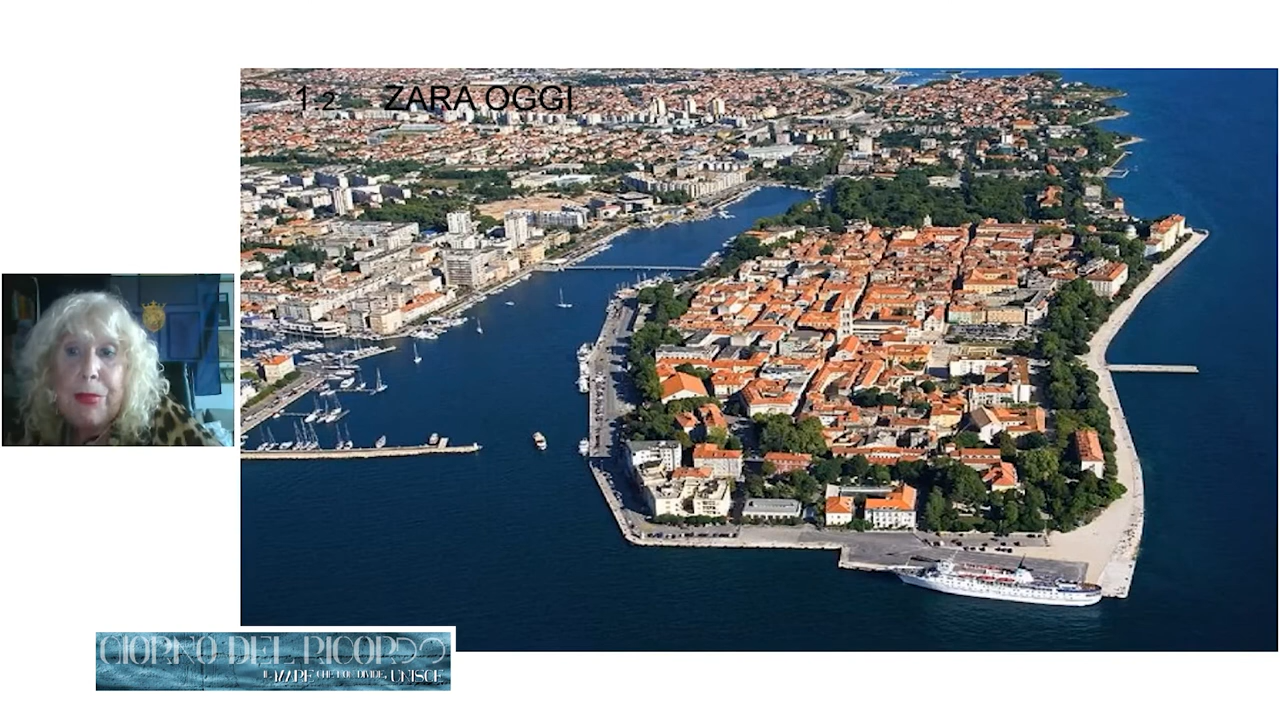 1.2. ZARA OGGI
GIORNO DEL RICORDO
IL MARE CHE NON DIVIDE, UNISCE